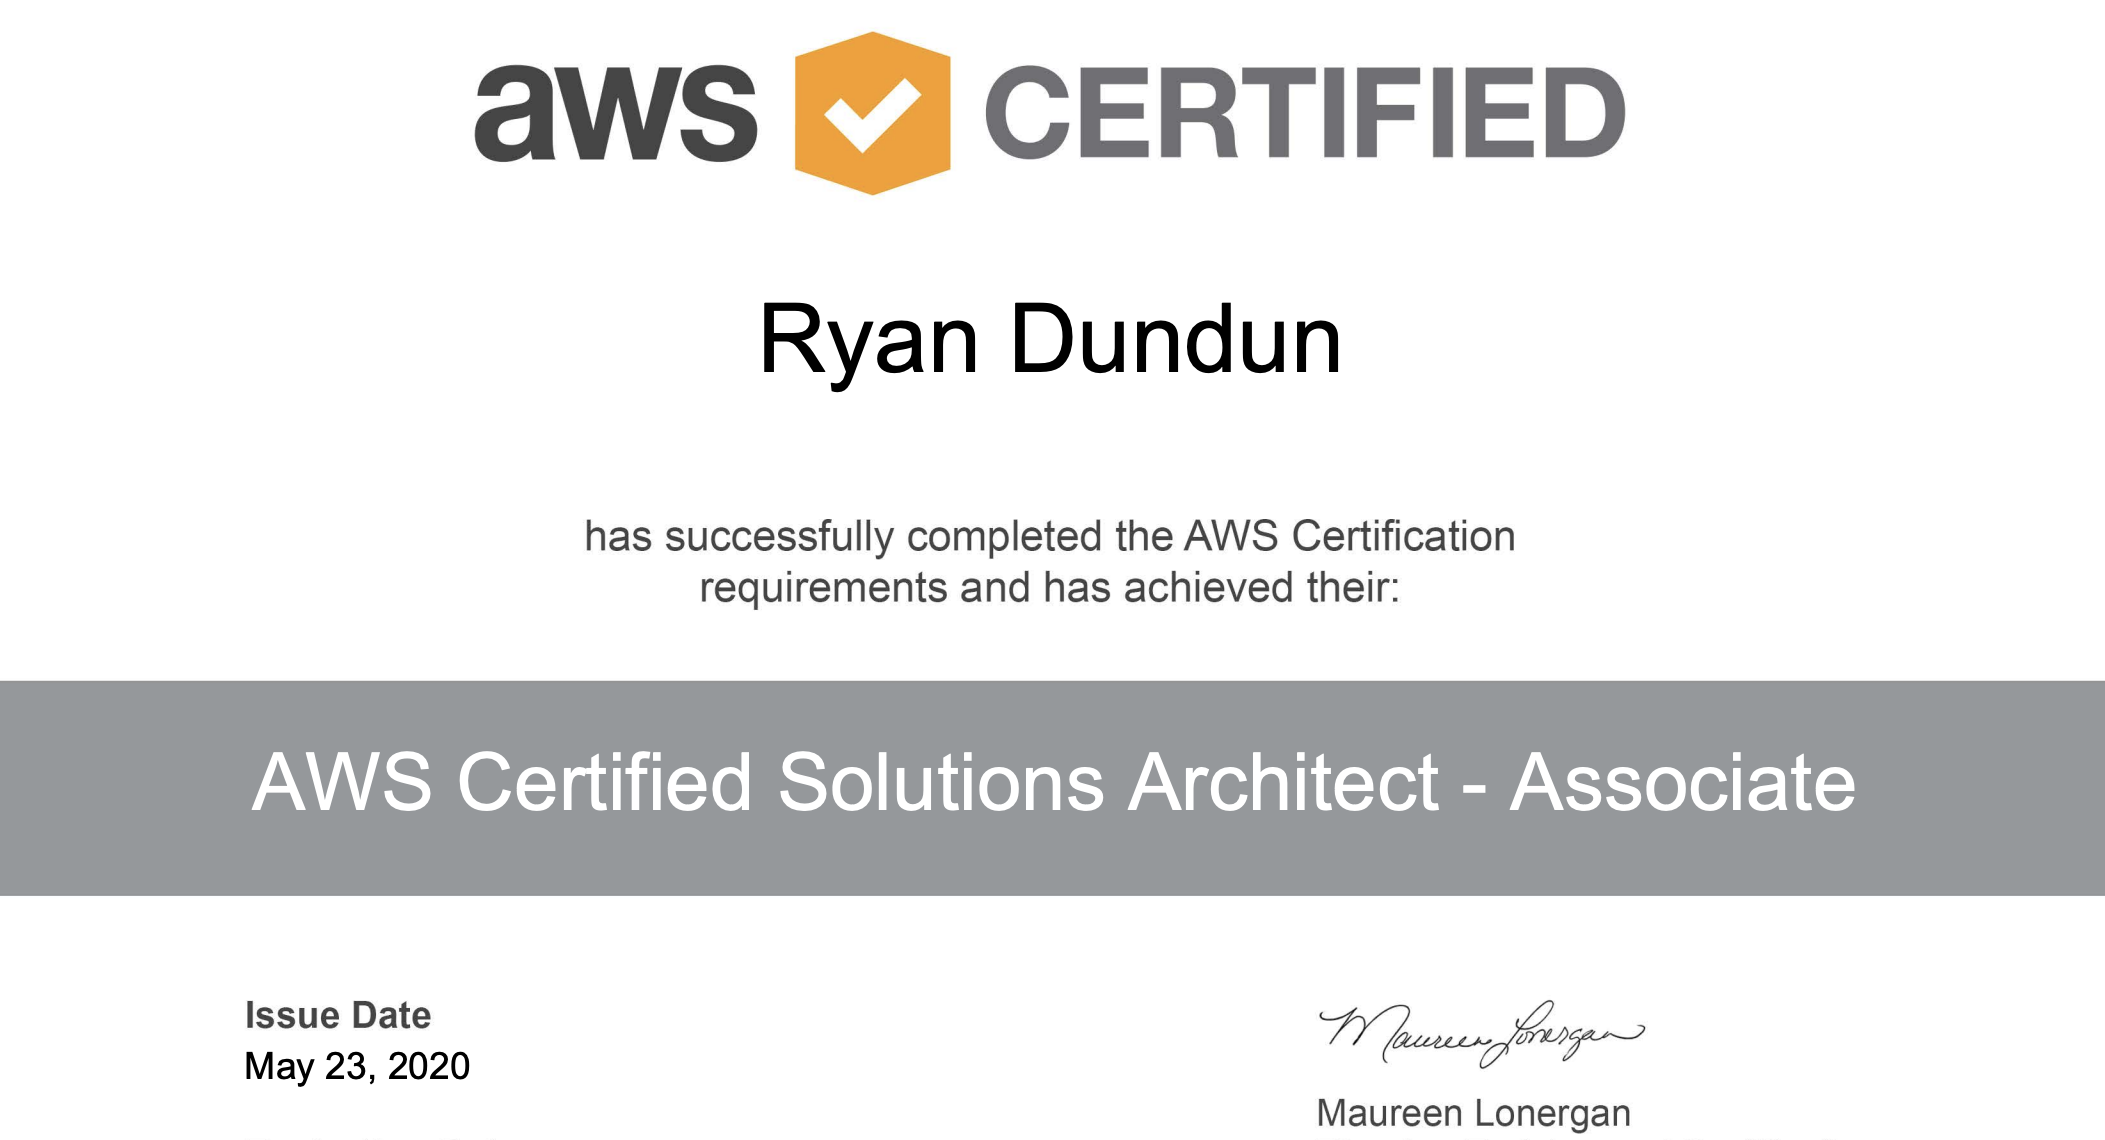 aws CERTIFIED
Ryan Dundun
has successfully completed the AWS Certification
requirements and has achieved their:
AWS Certified Solutions Architect - Associate
Issue Date
May 23, 2020
Maureen Lonergan
Maureen Lonergan